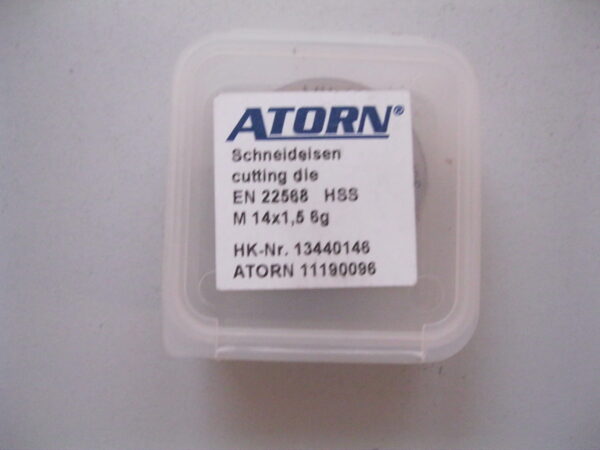 ATORN®
Schneideisen
cutting die
EN 22568 HSS
M 14x1,5 6g
HK-Nr. 13440146
ATORN 11190096